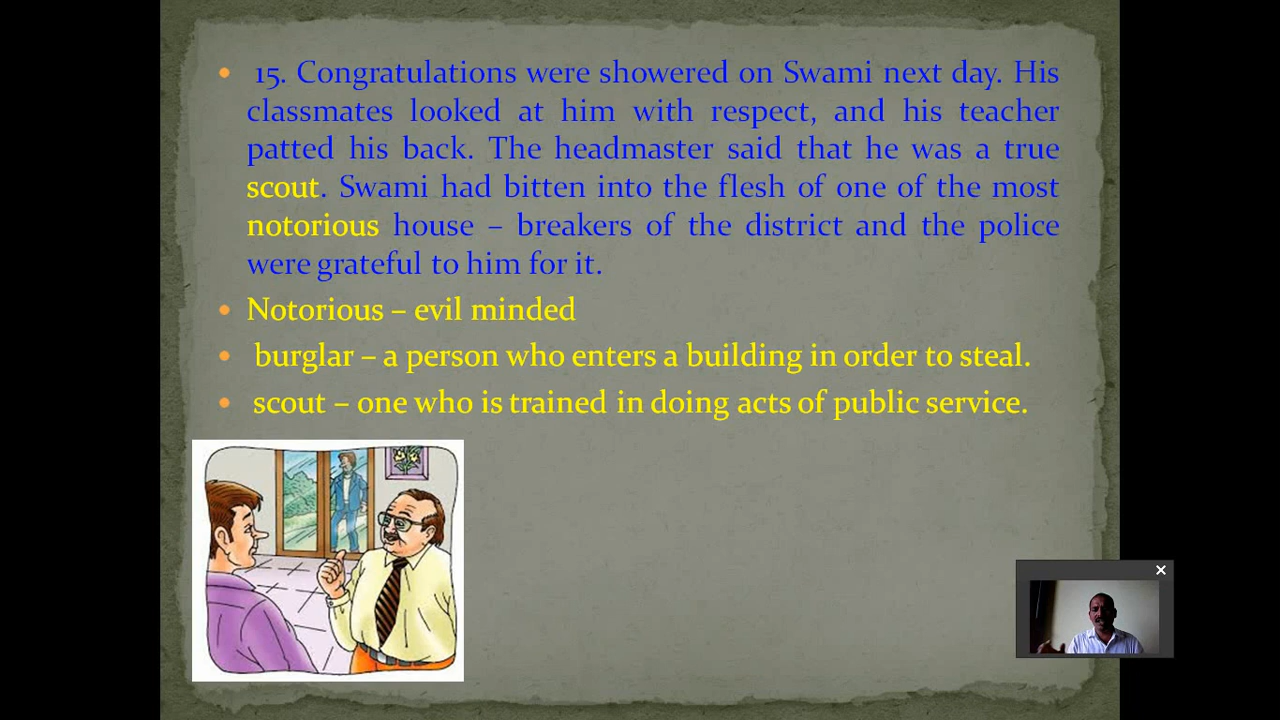 15. Congratulations were showered on Swami next day. His
classmates looked at him with respect, and his teacher
patted his back. The headmaster said that he was a true
scout. Swami had bitten into the flesh of one of the most
notorious house – breakers of the district and the police
were grateful to him for it.
Notorious – evil minded
burglar – a person who enters a building in order to steal.
scout – one who is trained in doing acts of public service.